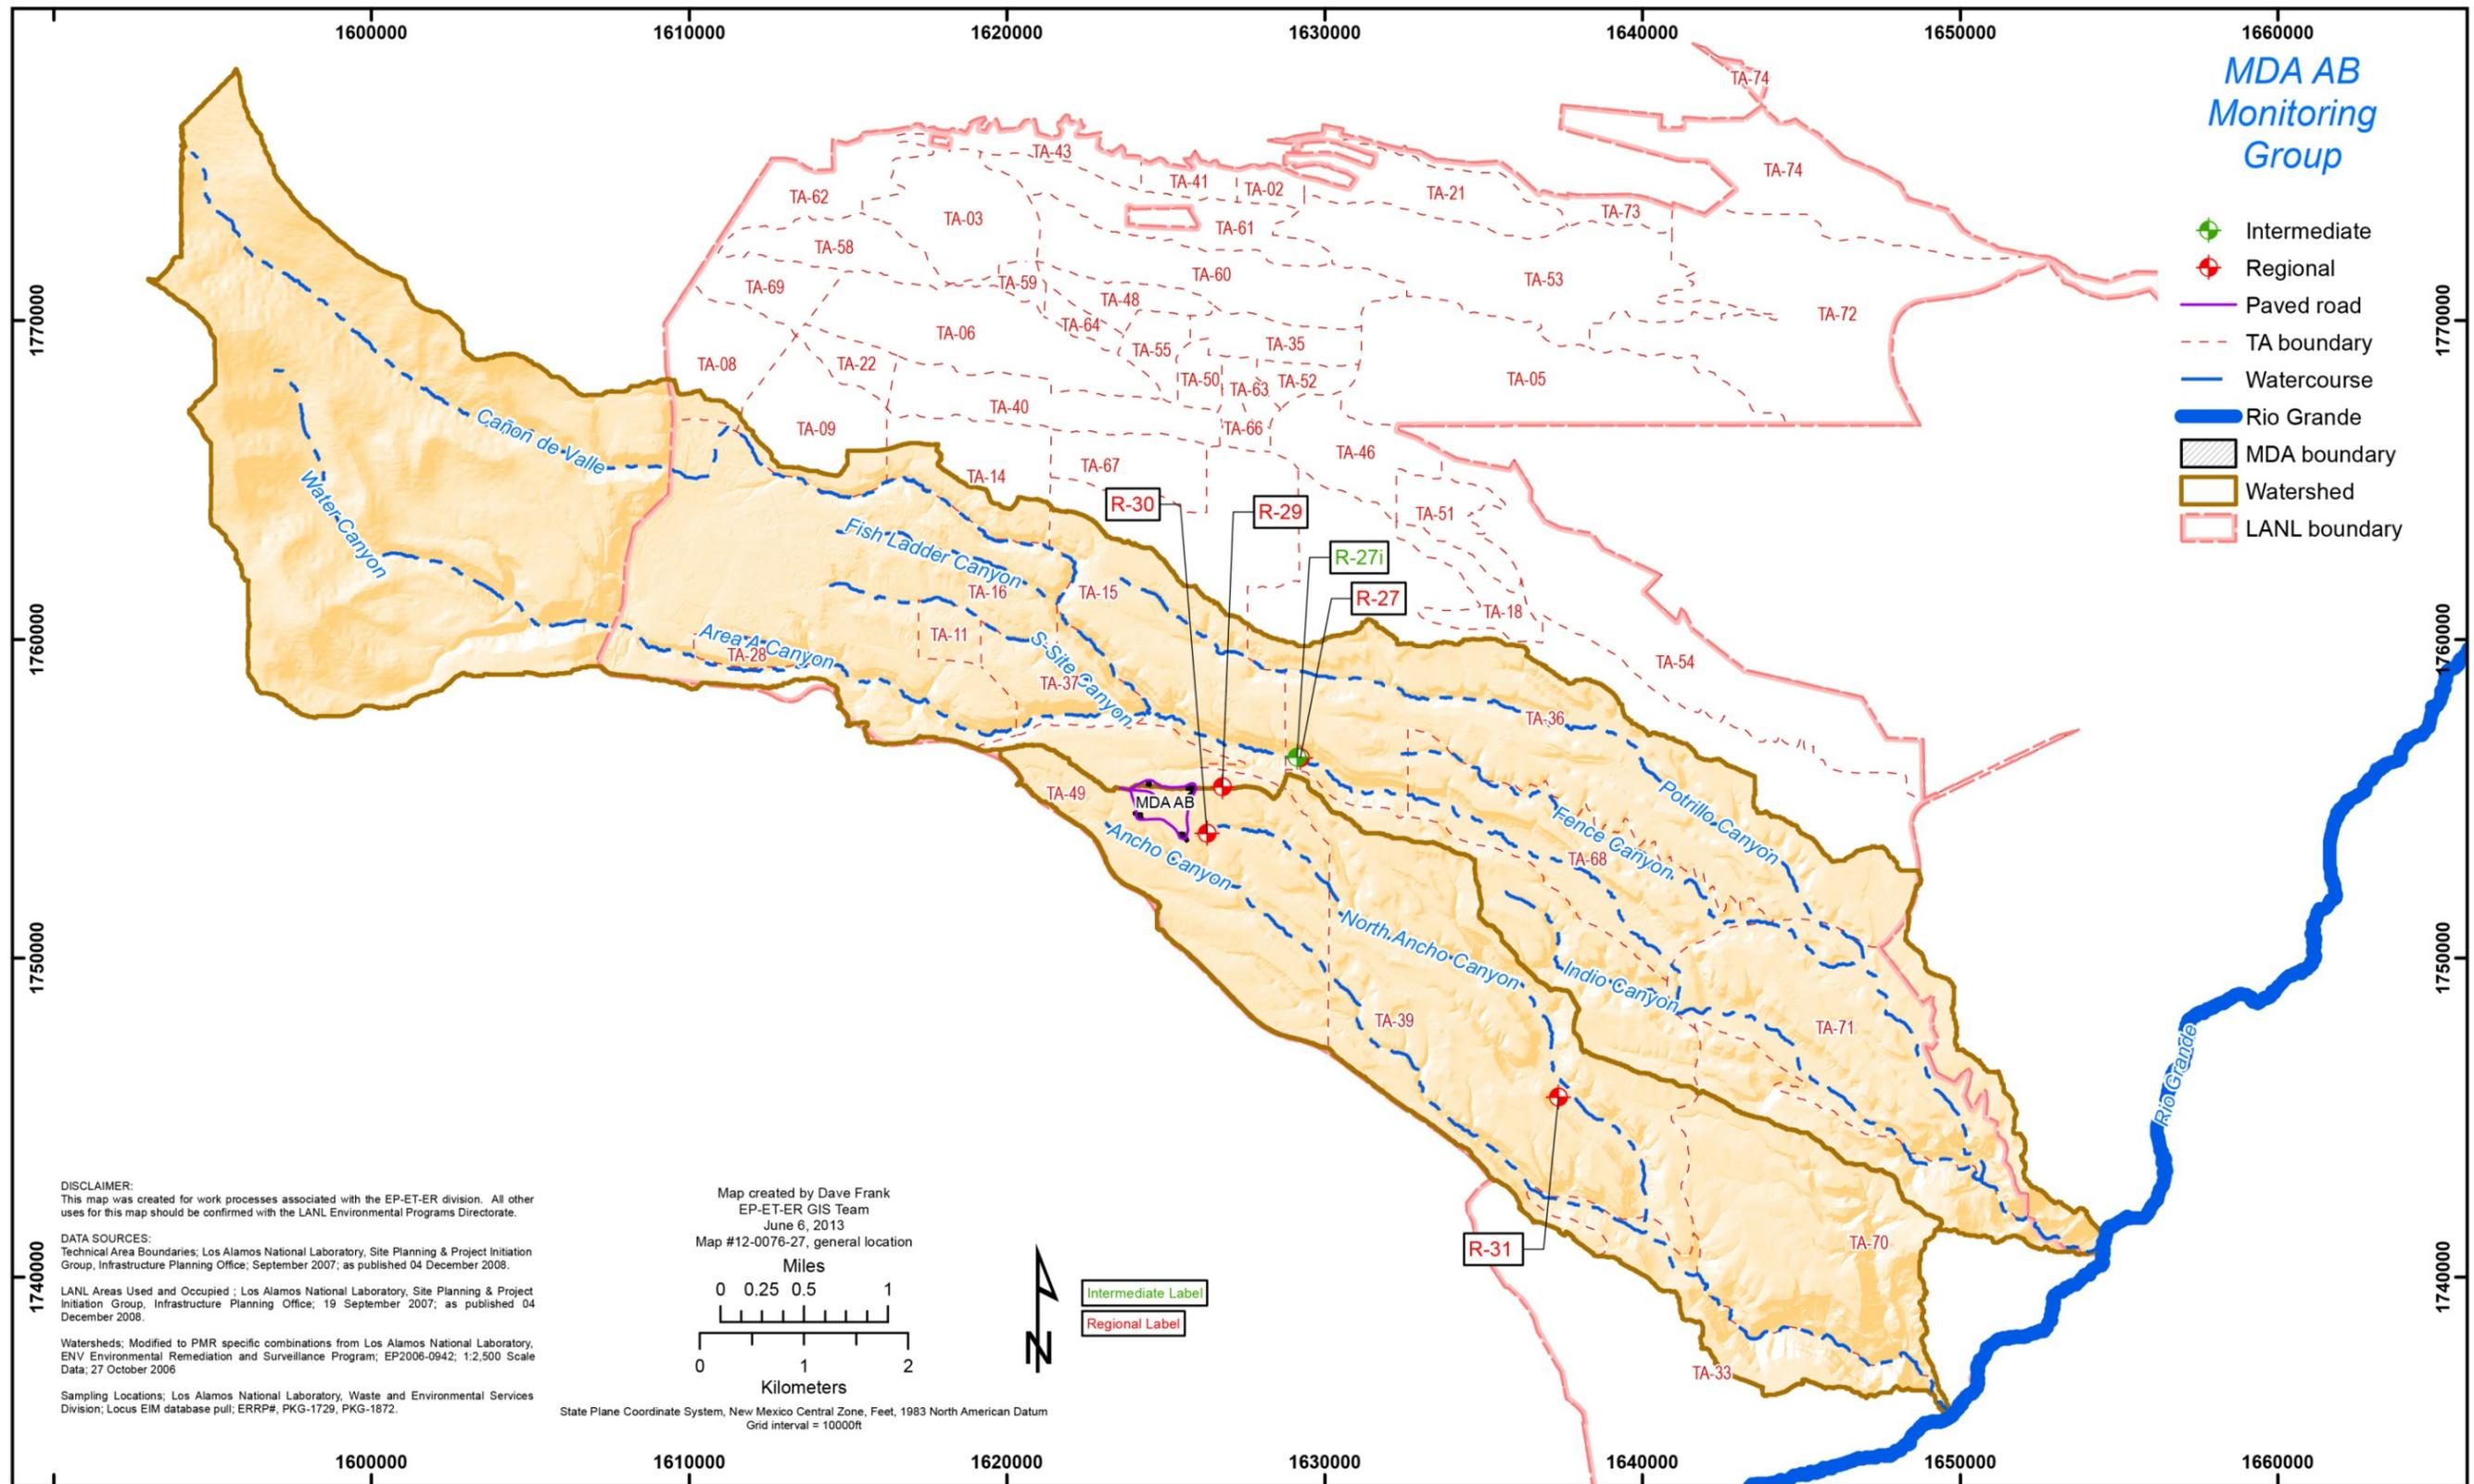 1600000 1610000 1620000 1630000 1640000 1650000 1660000
MDA AB
Monitoring
Group
Intermediate
Regional
Paved road
TA boundary
Watercourse
Rio Grande
MDA boundary
Watershed
LANL boundary
1770000
1760000
1750000
1740000
1770000
1760000
1750000
1740000
TA-74
TA-43
TA-74
TA-41
TA-02
TA-62
TA-21
TA-73
TA-03
TA-61
TA-58
TA-60
TA-53
TA-59
TA-69
TA-48
TA-72
TA-64
TA-06
TA-35
TA-55
TA-08
TA-22
TA-50
TA-63
TA-52
TA-05
TA-40
TA-09
TA-66
Cañon de Valle
TA-46
TA-67
TA-14
Water Canyon
R-30
R-29
TA-51
Fish Ladder Canyon
R-27i
TA-16
TA-15
R-27
TA-18
Area A Canyon
TA-11
TA-28
S-Site Canyon
TA-54
TA-37
TA-36
TA-49
MDA AB
Potrillo Canyon
Fence Canyon
Ancho Canyon
TA-68
North Ancho Canyon
Indio Canyon
TA-39
TA-71
Rio Grande
R-31
TA-70
TA-33
DISCLAIMER:
This map was created for work processes associated with the EP-ET-ER division. All other
uses for this map should be confirmed with the LANL Environmental Programs Directorate.
DATA SOURCES:
Technical Area Boundaries; Los Alamos National Laboratory, Site Planning & Project Initiation
Group, Infrastructure Planning Office; September 2007; as published 04 December 2008.
LANL Areas Used and Occupied ; Los Alamos National Laboratory, Site Planning & Project
Initiation Group, Infrastructure Planning Office; 19 September 2007; as published 04
December 2008.
Watersheds; Modified to PMR specific combinations from Los Alamos National Laboratory,
ENV Environmental Remediation and Surveillance Program; EP2006-0942; 1:2,500 Scale
Data; 27 October 2006
Sampling Locations; Los Alamos National Laboratory, Waste and Environmental Services
Division; Locus EIM database pull; ERRP#, PKG-1729, PKG-1872.
Map created by Dave Frank
EP-ET-ER GIS Team
June 6, 2013
Map #12-0076-27, general location
Miles
0 0.25 0.5 1
0 1 2
Kilometers
State Plane Coordinate System, New Mexico Central Zone, Feet, 1983 North American Datum
Grid interval = 10000ft
N
Intermediate Label
Regional Label
1600000 1610000 1620000 1630000 1640000 1650000 1660000